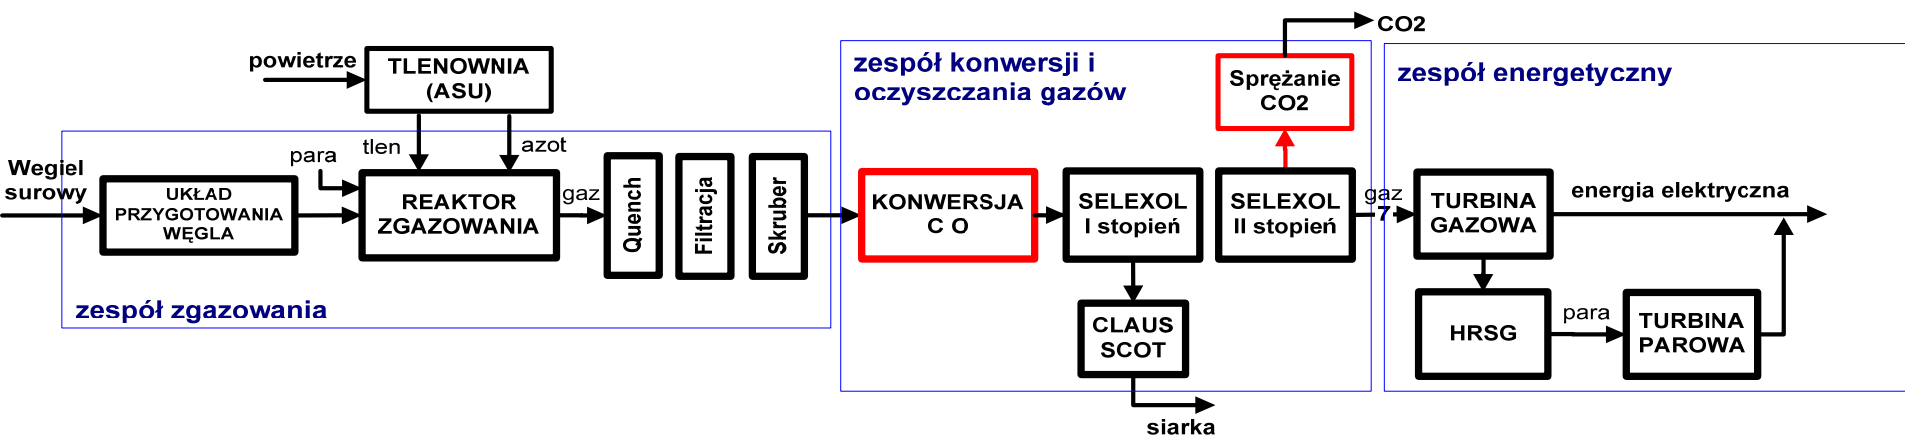 CO2
zespół konwersji i
oczyszczania gazów
zespół energetyczny
powietrze
TLENOWNIA
(ASU)
Sprężanie
CO2
tlen
azot
para
Węgiel
surowy
UKŁAD
PRZYGOTOWANIA
WĘGLA
REAKTOR
ZGAZOWANIA
gaz
Quench
Filtracja
Skruber
KONWERSJA
C O
SELEXOL
I stopień
SELEXOL
II stopień
gaz
7
TURBINA
GAZOWA
energia elektryczna
zespół zgazowania
CLAUS
SCOT
HRSG
para
TURBINA
PAROWA
siarka